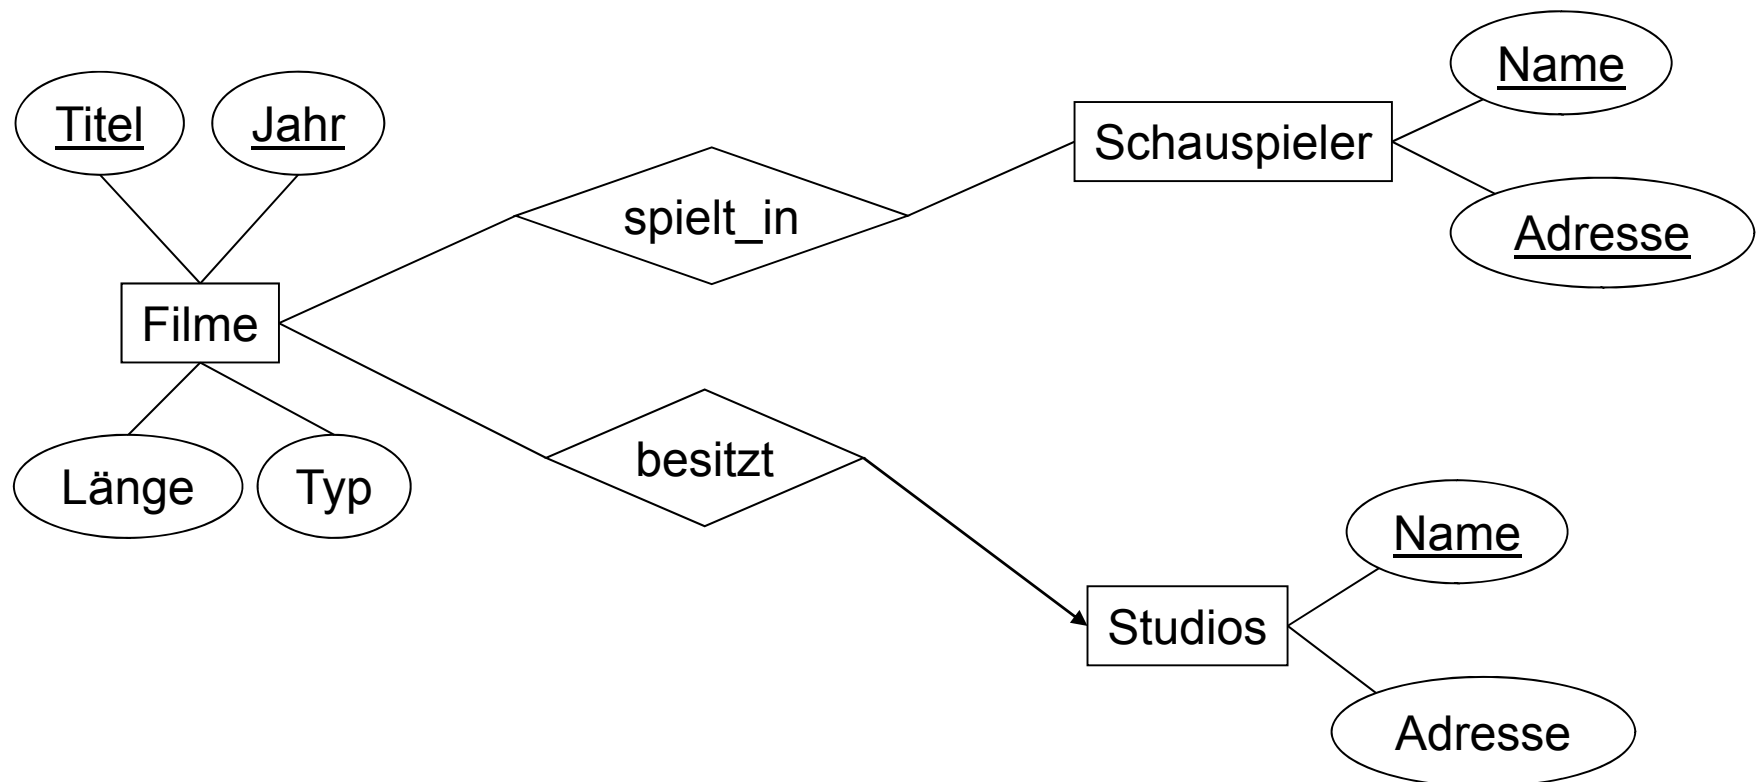 Titel
Jahr
Filme
Länge
Typ
spielt_in
besitzt
Schauspieler
Name
Adresse
Studios
Name
Adresse